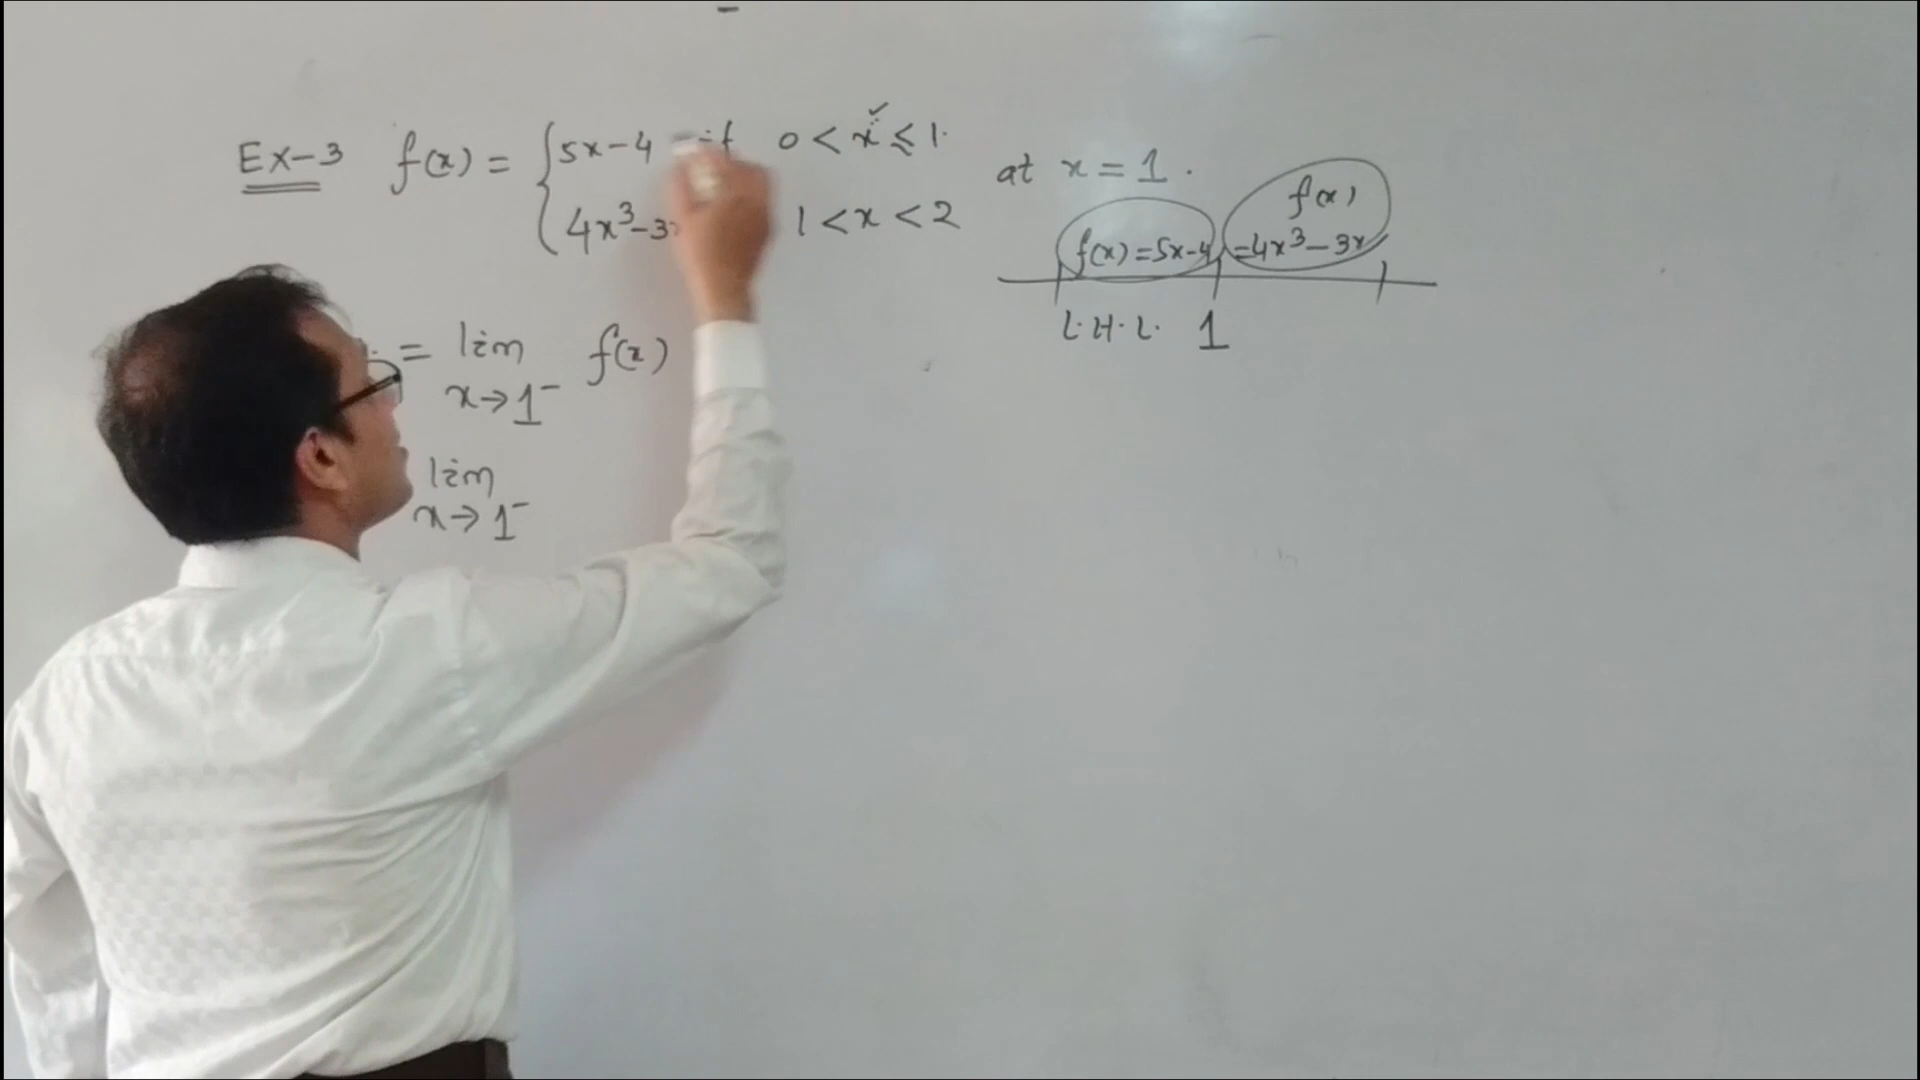 Ex-3 f(x) = { 5x-4 if 0 < x ≤ 1. at x = 1.
4x³-3x 1 < x < 2
f(x)
f(x)=5x-4 =4x³-3x
L.H.L. 1
= lim f(x)
x→1⁻
lim
x→1⁻